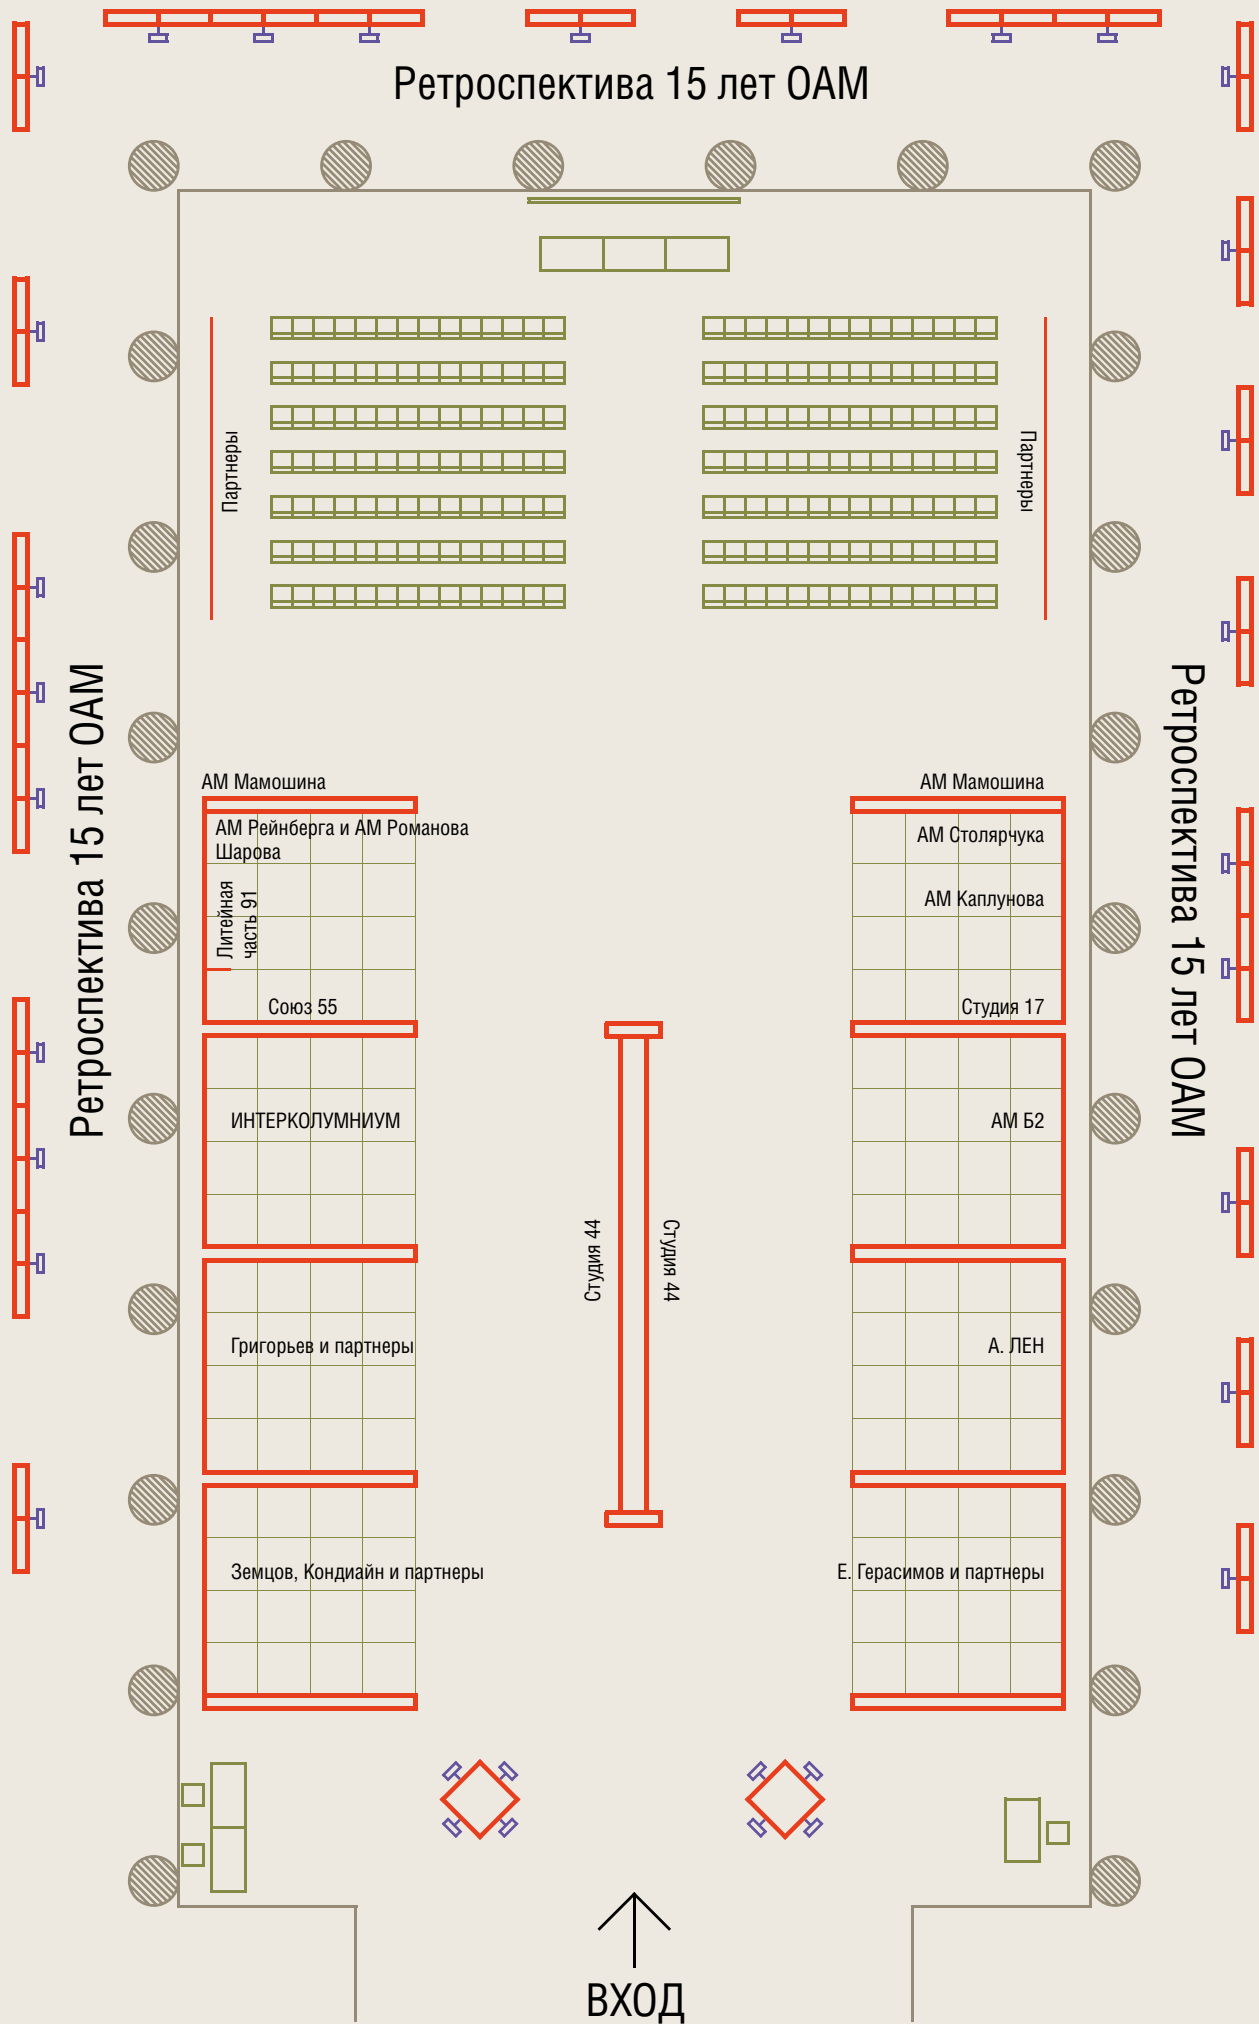 Ретроспектива 15 лет ОАМ
Партнеры
Партнеры
Ретроспектива 15 лет ОАМ
Ретроспектива 15 лет ОАМ
АМ Мамошина
АМ Мамошина
АМ Рейнберга и АМ Романова
Шарова
АМ Столярчука
Литейная
часть 91
АМ Каплунова
Союз 55
Студия 17
ИНТЕРКОЛУМНИУМ
АМ Б2
Студия 44
Студия 44
Григорьев и партнеры
А. ЛЕН
Земцов, Кондиайн и партнеры
Е. Герасимов и партнеры
ВХОД